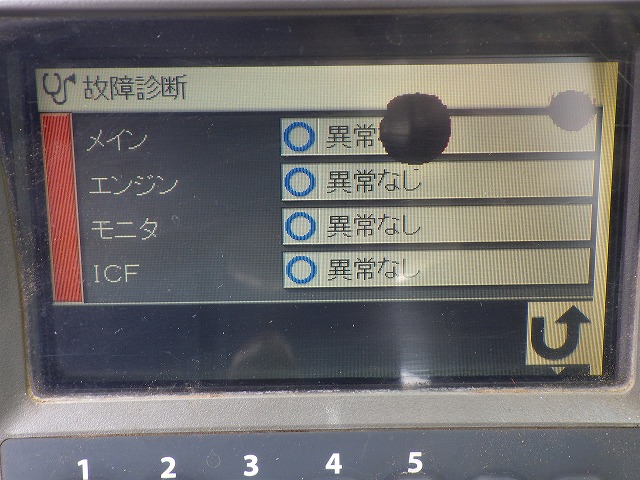 故障診断
メイン 異常
エンジン 異常なし
モニタ 異常なし
ICF 異常なし
1 2 3 4 5